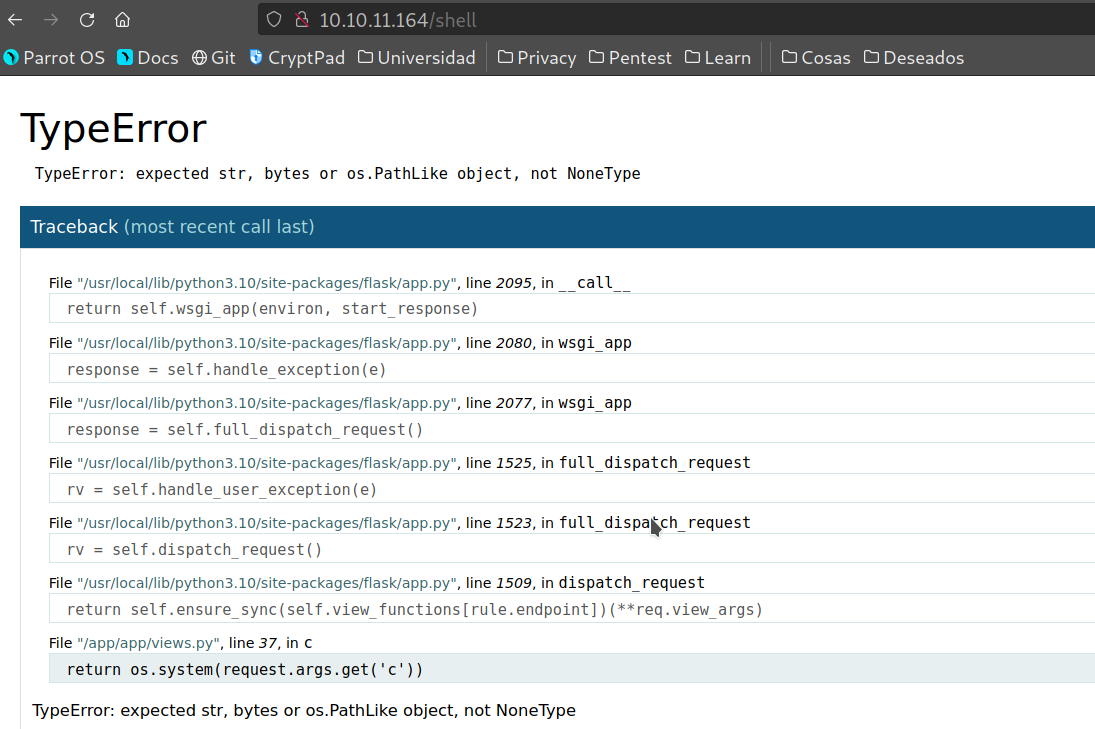 10.10.11.164/shell
Parrot OS Docs Git CryptPad Universidad Privacy Pentest Learn Cosas Deseados
TypeError
TypeError: expected str, bytes or os.PathLike object, not NoneType
Traceback (most recent call last)
File "/usr/local/lib/python3.10/site-packages/flask/app.py", line 2095, in __call__
return self.wsgi_app(environ, start_response)
File "/usr/local/lib/python3.10/site-packages/flask/app.py", line 2080, in wsgi_app
response = self.handle_exception(e)
File "/usr/local/lib/python3.10/site-packages/flask/app.py", line 2077, in wsgi_app
response = self.full_dispatch_request()
File "/usr/local/lib/python3.10/site-packages/flask/app.py", line 1525, in full_dispatch_request
rv = self.handle_user_exception(e)
File "/usr/local/lib/python3.10/site-packages/flask/app.py", line 1523, in full_dispatch_request
rv = self.dispatch_request()
File "/usr/local/lib/python3.10/site-packages/flask/app.py", line 1509, in dispatch_request
return self.ensure_sync(self.view_functions[rule.endpoint])(**req.view_args)
File "/app/app/views.py", line 37, in c
return os.system(request.args.get('c'))
TypeError: expected str, bytes or os.PathLike object, not NoneType